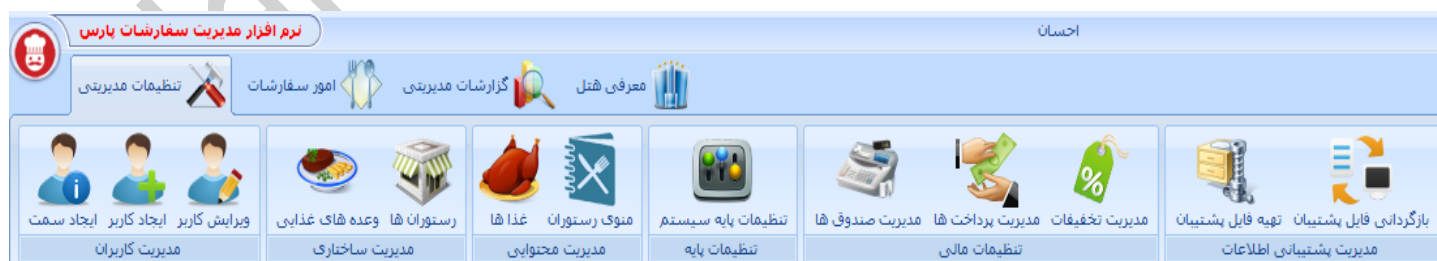 نرم افزار مدیریت سفارشات پارس
احسان
تنظیمات مدیریتی
امور سفارشات
گزارشات مدیریتی
معرفی هتل
ایجاد سمت
ایجاد کاربر
ویرایش کاربر
مدیریت کاربران
وعده های غذایی
رستوران ها
مدیریت ساختاری
غذا ها
منوی رستوران
مدیریت محتوایی
تنظیمات پایه سیستم
تنظیمات پایه
مدیریت صندوق ها
مدیریت پرداخت ها
مدیریت تخفیفات
تنظیمات مالی
تهیه فایل پشتیبان
بازگردانی فایل پشتیبان
مدیریت پشتیبانی اطلاعات